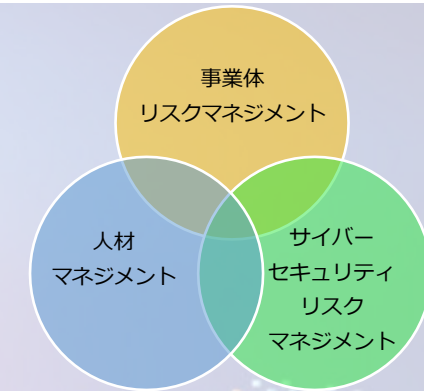 事業体
リスクマネジメント
人材
マネジメント
サイバー
セキュリティ
リスク
マネジメント